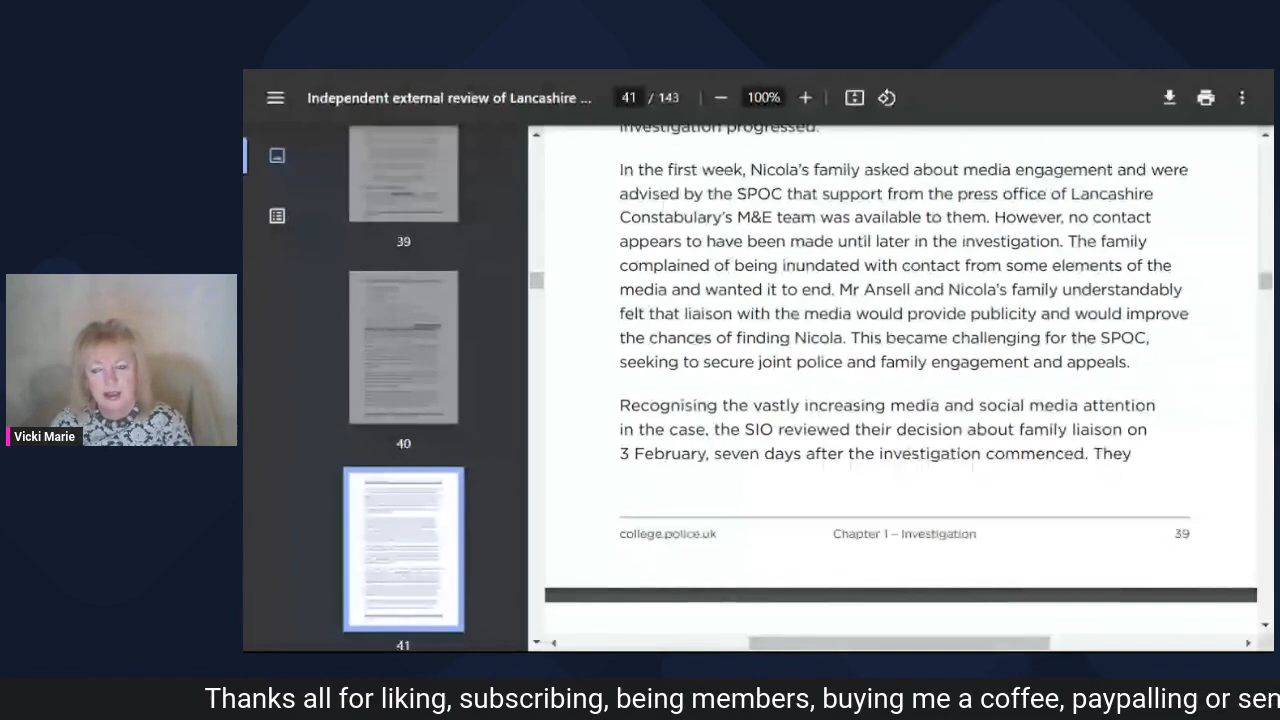 Independent external review of Lancashire ...
41 / 143
100%
investigation progressed.
In the first week, Nicola's family asked about media engagement and were
advised by the SPOC that support from the press office of Lancashire
Constabulary's M&E team was available to them. However, no contact
appears to have been made until later in the investigation. The family
complained of being inundated with contact from some elements of the
media and wanted it to end. Mr Ansell and Nicola's family understandably
felt that liaison with the media would provide publicity and would improve
the chances of finding Nicola. This became challenging for the SPOC,
seeking to secure joint police and family engagement and appeals.
Recognising the vastly increasing media and social media attention
in the case, the SIO reviewed their decision about family liaison on
3 February, seven days after the investigation commenced. They
college.police.uk
Chapter 1 – Investigation
39
39
40
41
Vicki Marie
Thanks all for liking, subscribing, being members, buying me a coffee, paypalling or sen